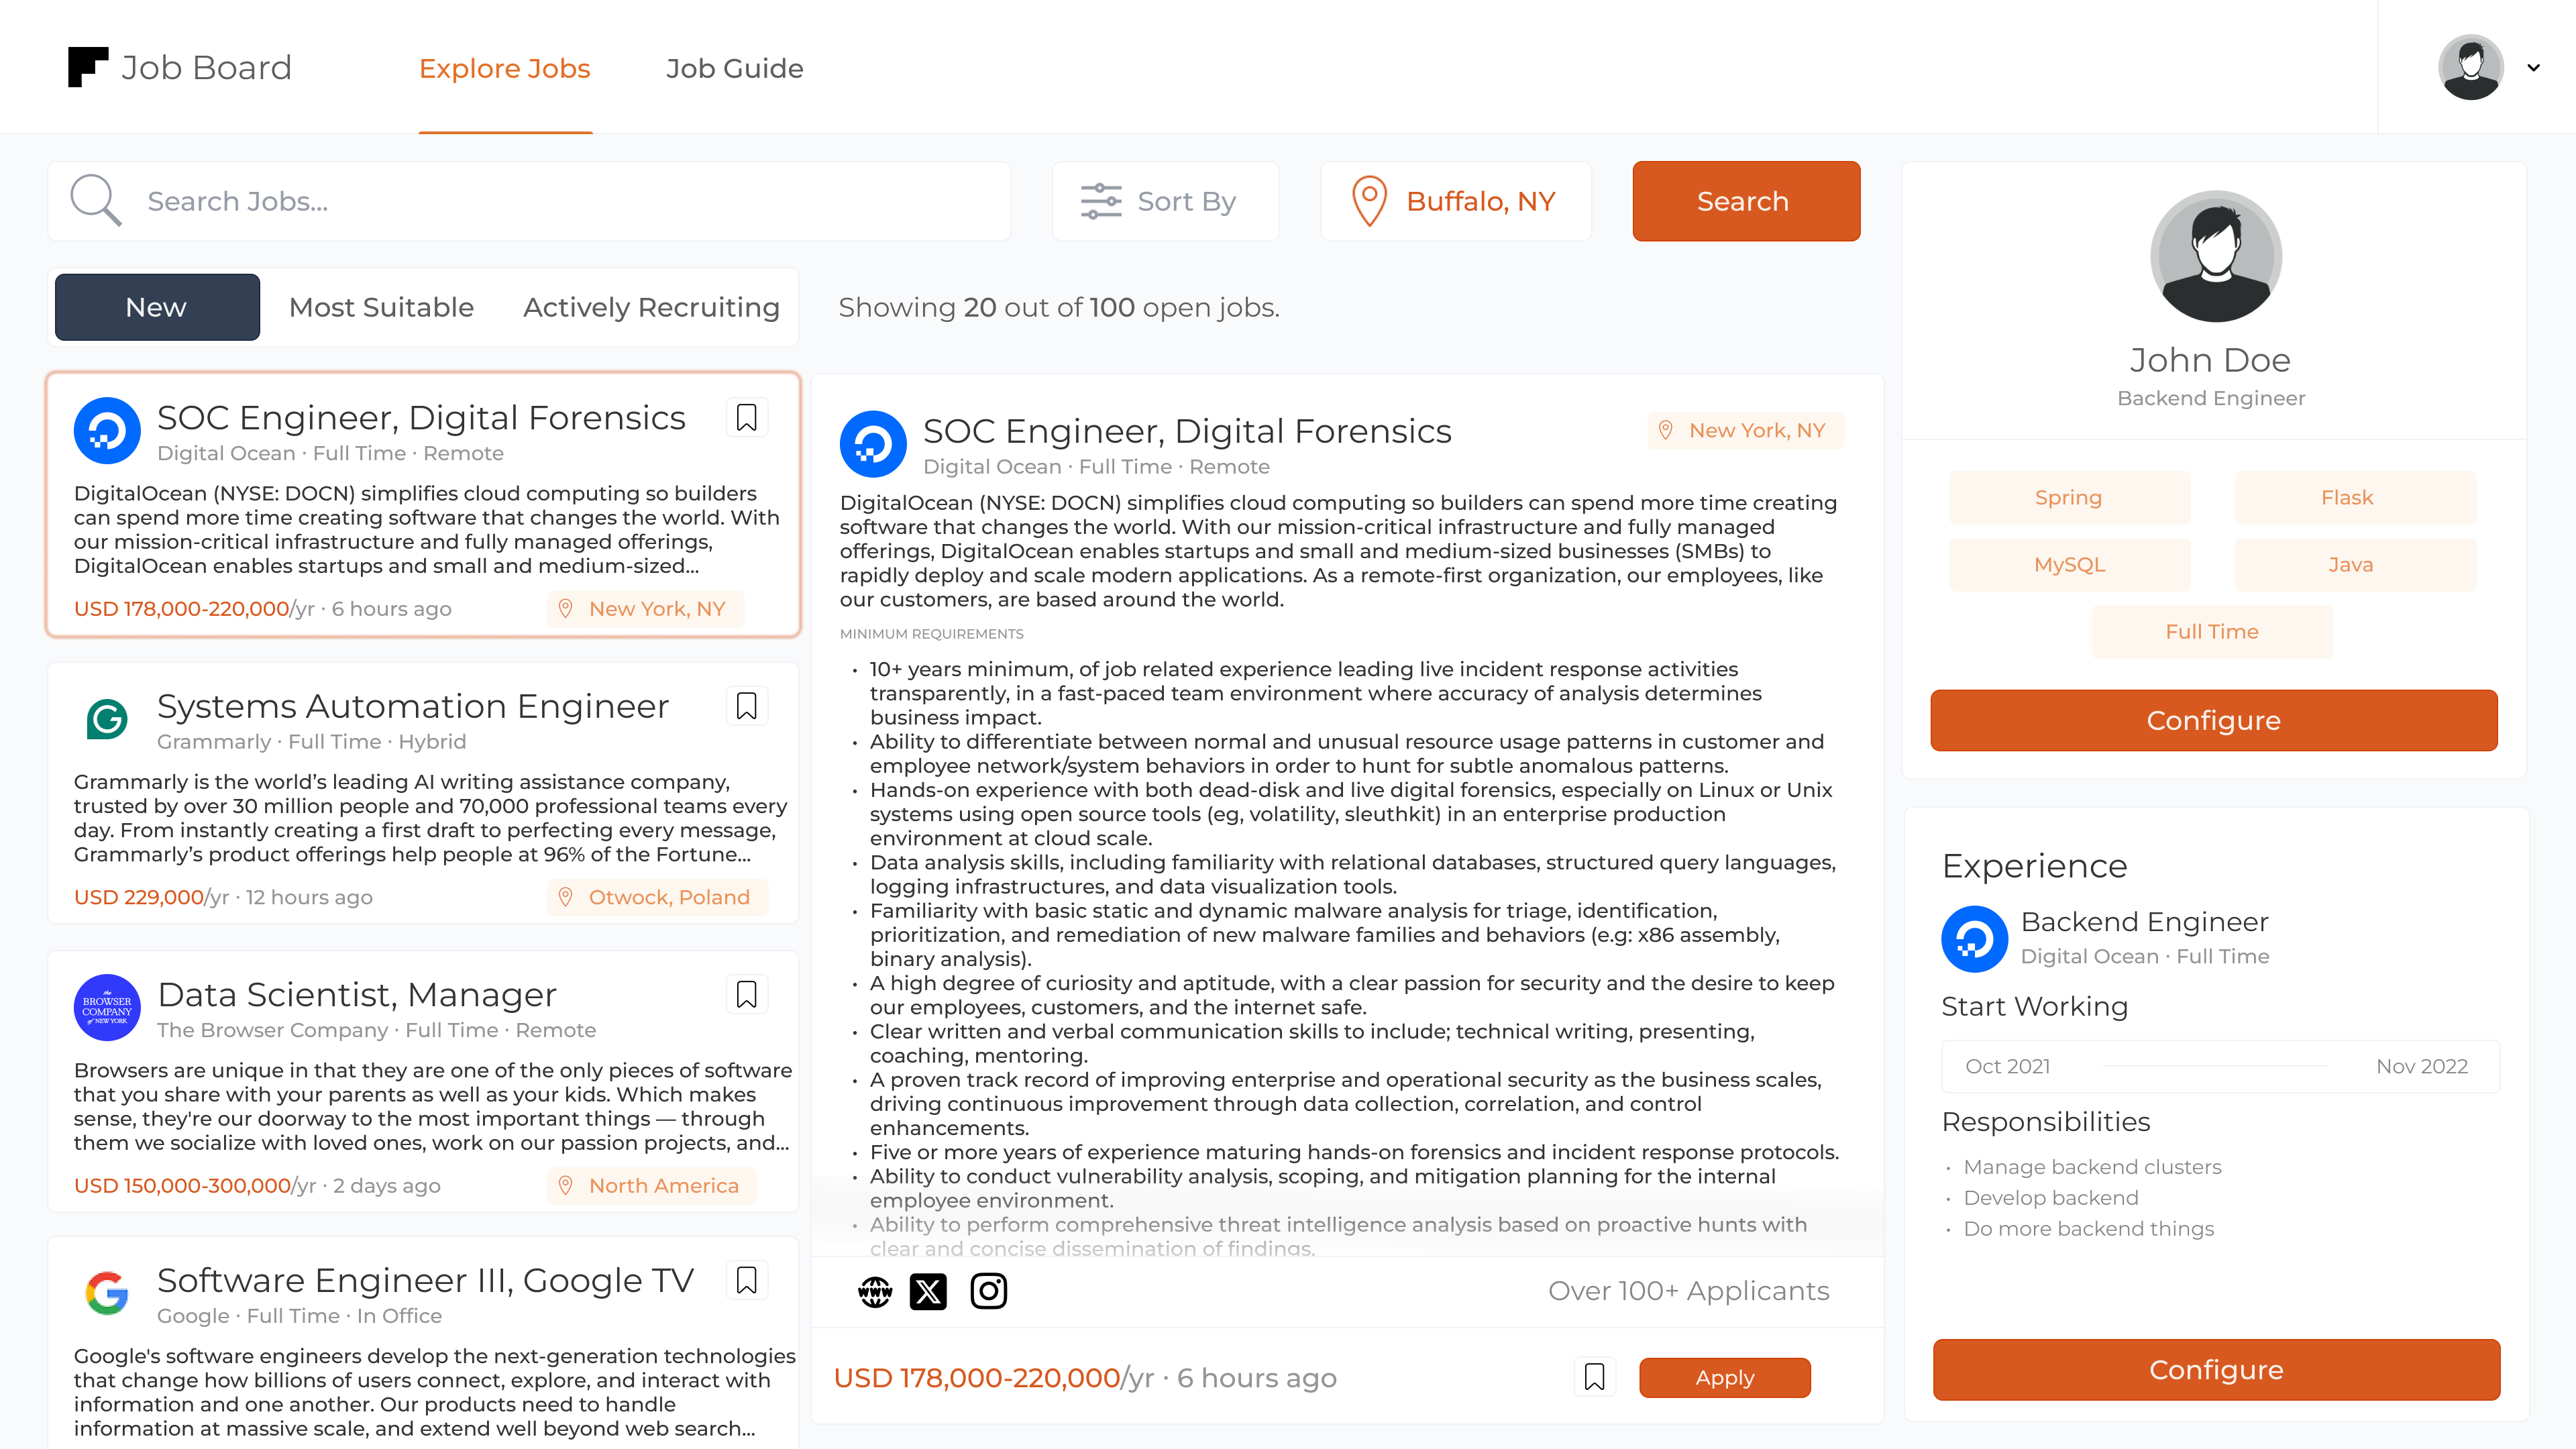 Job Board
Explore Jobs
Job Guide
Search Jobs...
Sort By
Buffalo, NY
Search
New
Most Suitable
Actively Recruiting
Showing 20 out of 100 open jobs.
SOC Engineer, Digital Forensics
Digital Ocean · Full Time · Remote
DigitalOcean (NYSE: DOCN) simplifies cloud computing so builders
can spend more time creating software that changes the world. With
our mission-critical infrastructure and fully managed offerings,
DigitalOcean enables startups and small and medium-sized...
USD 178,000-220,000/yr · 6 hours ago
New York, NY
Systems Automation Engineer
Grammarly · Full Time · Hybrid
Grammarly is the world’s leading AI writing assistance company,
trusted by over 30 million people and 70,000 professional teams every
day. From instantly creating a first draft to perfecting every message,
Grammarly’s product offerings help people at 96% of the Fortune...
USD 229,000/yr · 12 hours ago
Otwock, Poland
the
BROWSER
COMPANY
of NEW YORK
Data Scientist, Manager
The Browser Company · Full Time · Remote
Browsers are unique in that they are one of the only pieces of software
that you share with your parents as well as your kids. Which makes
sense, they're our doorway to the most important things — through
them we socialize with loved ones, work on our passion projects, and...
USD 150,000-300,000/yr · 2 days ago
North America
Software Engineer III, Google TV
Google · Full Time · In Office
Google's software engineers develop the next-generation technologies
that change how billions of users connect, explore, and interact with
information and one another. Our products need to handle
information at massive scale, and extend well beyond web search...
SOC Engineer, Digital Forensics
Digital Ocean · Full Time · Remote
New York, NY
DigitalOcean (NYSE: DOCN) simplifies cloud computing so builders can spend more time creating
software that changes the world. With our mission-critical infrastructure and fully managed
offerings, DigitalOcean enables startups and small and medium-sized businesses (SMBs) to
rapidly deploy and scale modern applications. As a remote-first organization, our employees, like
our customers, are based around the world.
MINIMUM REQUIREMENTS
· 10+ years minimum, of job related experience leading live incident response activities
transparently, in a fast-paced team environment where accuracy of analysis determines
business impact.
· Ability to differentiate between normal and unusual resource usage patterns in customer and
employee network/system behaviors in order to hunt for subtle anomalous patterns.
· Hands-on experience with both dead-disk and live digital forensics, especially on Linux or Unix
systems using open source tools (eg, volatility, sleuthkit) in an enterprise production
environment at cloud scale.
· Data analysis skills, including familiarity with relational databases, structured query languages,
logging infrastructures, and data visualization tools.
· Familiarity with basic static and dynamic malware analysis for triage, identification,
prioritization, and remediation of new malware families and behaviors (e.g: x86 assembly,
binary analysis).
· A high degree of curiosity and aptitude, with a clear passion for security and the desire to keep
our employees, customers, and the internet safe.
· Clear written and verbal communication skills to include; technical writing, presenting,
coaching, mentoring.
· A proven track record of improving enterprise and operational security as the business scales,
driving continuous improvement through data collection, correlation, and control
enhancements.
· Five or more years of experience maturing hands-on forensics and incident response protocols.
· Ability to conduct vulnerability analysis, scoping, and mitigation planning for the internal
employee environment.
· Ability to perform comprehensive threat intelligence analysis based on proactive hunts with
clear and concise dissemination of findings.
WWW
Over 100+ Applicants
USD 178,000-220,000/yr · 6 hours ago
Apply
John Doe
Backend Engineer
Spring
Flask
MySQL
Java
Full Time
Configure
Experience
Backend Engineer
Digital Ocean · Full Time
Start Working
Oct 2021
Nov 2022
Responsibilities
· Manage backend clusters
· Develop backend
· Do more backend things
Configure